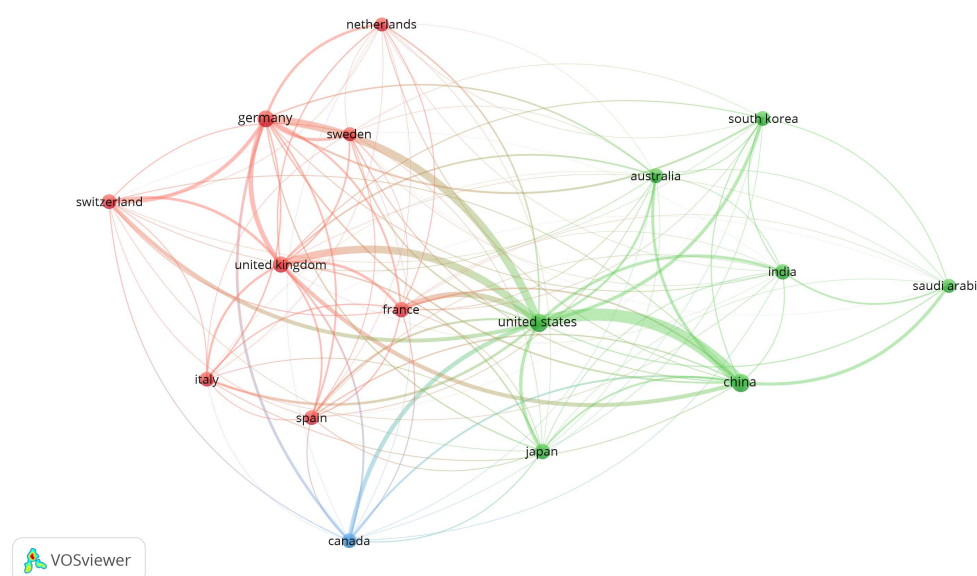 netherlands
germany
south korea
sweden
australia
switzerland
united kingdom
india
saudi arabi
france
united states
italy
china
spain
japan
canada
VOSviewer